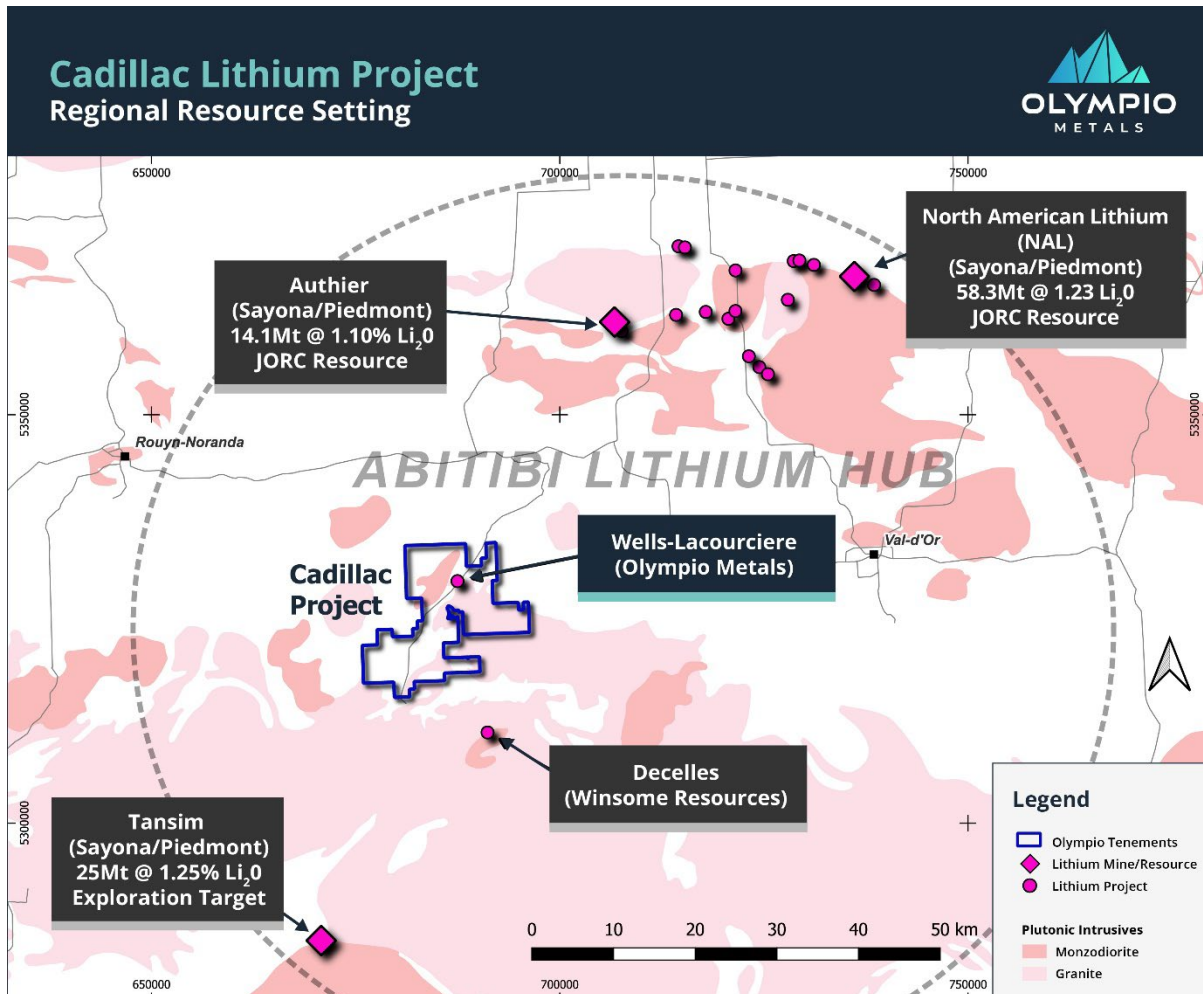 Cadillac Lithium Project
Regional Resource Setting
OLYMPIO
METALS
650000
700000
750000
North American Lithium
(NAL)
(Sayona/Piedmont)
58.3Mt @ 1.23 Li₂0
JORC Resource
Authier
(Sayona/Piedmont)
14.1Mt @ 1.10% Li₂0
JORC Resource
5350000
5350000
Rouyn-Noranda
ABITIBI LITHIUM HUB
Wells-Lacourciere
(Olympio Metals)
Val-d'Or
Cadillac
Project
Decelles
(Winsome Resources)
Tansim
(Sayona/Piedmont)
25Mt @ 1.25% Li₂0
Exploration Target
5300000
Legend
Olympio Tenements
Lithium Mine/Resource
Lithium Project
Plutonic Intrusives
Monzodiorite
Granite
0
10
20
30
40
50 km
650000
700000
750000